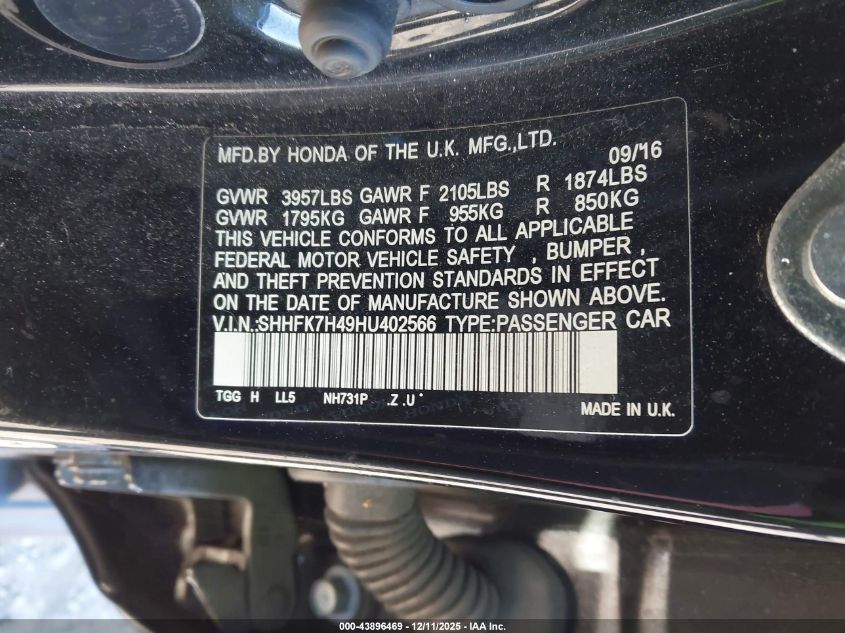 MFD.BY HONDA OF THE U.K. MFG.,LTD.
09/16
GVWR 3957LBS GAWR F 2105LBS R 1874LBS
GVWR 1795KG GAWR F 955KG R 850KG
THIS VEHICLE CONFORMS TO ALL APPLICABLE
FEDERAL MOTOR VEHICLE SAFETY , BUMPER ,
AND THEFT PREVENTION STANDARDS IN EFFECT
ON THE DATE OF MANUFACTURE SHOWN ABOVE.
V.I.N.:SHHFK7H49HU402566 TYPE:PASSENGER CAR
TGG H LL5 NH731P .Z .U *
MADE IN U.K.
000-43896469 - 12/11/2025 - IAA Inc.